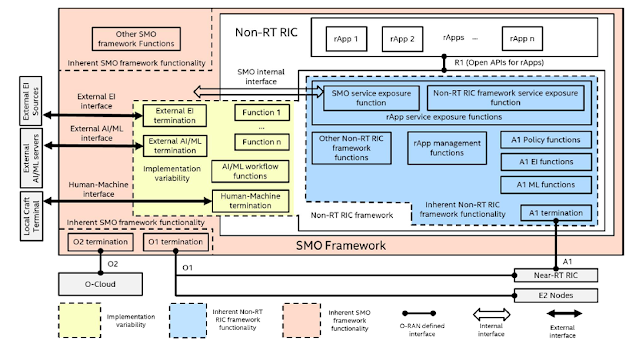 Other SMO
framework Functions
Inherent SMO framework functionality
Non-RT RIC
rApp 1
rApp 2
rApps
...
rApp n
R1 (Open APIs for rApps)
SMO internal
interface
SMO service exposure
function
Non-RT RIC framework service exposure
function
rApp service exposure functions
External EI
Sources
External EI
interface
External EI
termination
Function 1
...
Function n
External AI/ML
interface
External AI/ML
termination
External
AI/ML servers
Implementation
variability
AI/ML workflow
functions
Other Non-RT RIC
framework
functions
rApp management
functions
A1 Policy functions
A1 EI functions
A1 ML functions
Human-Machine
interface
Human-Machine
termination
Local Craft
Terminal
Non-RT RIC framework
Inherent Non-RT RIC
framework functionality
A1 termination
Inherent SMO framework functionality
O2 termination
O1 termination
SMO Framework
O2
O1
A1
O-Cloud
Near-RT RIC
E2 Nodes
Implementation
variability
Inherent Non-RT
RIC framework
functionality
Inherent SMO
framework
functionality
O-RAN defined
interface
Internal
interface
External
interface